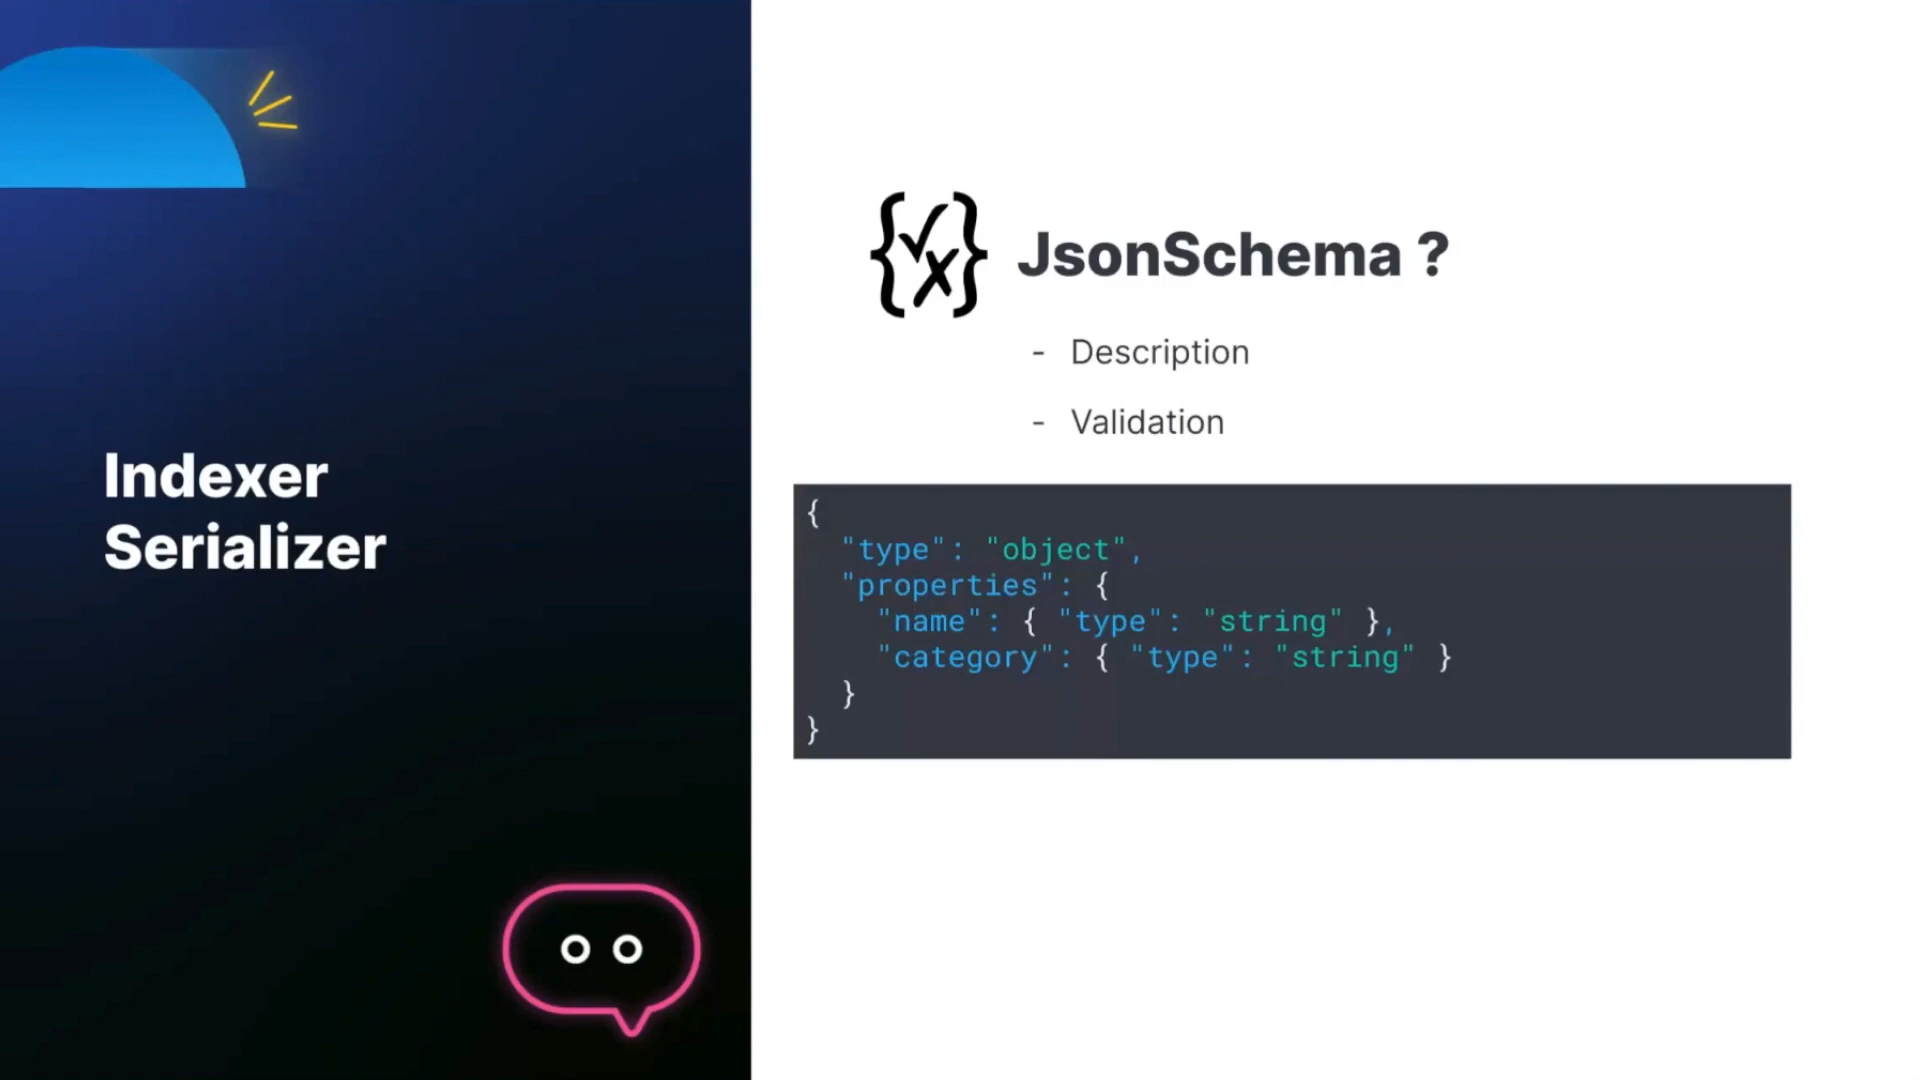 Indexer
Serializer
JsonSchema ?
- Description
- Validation
{
  "type": "object",
  "properties": {
    "name": { "type": "string" },
    "category": { "type": "string" }
  }
}